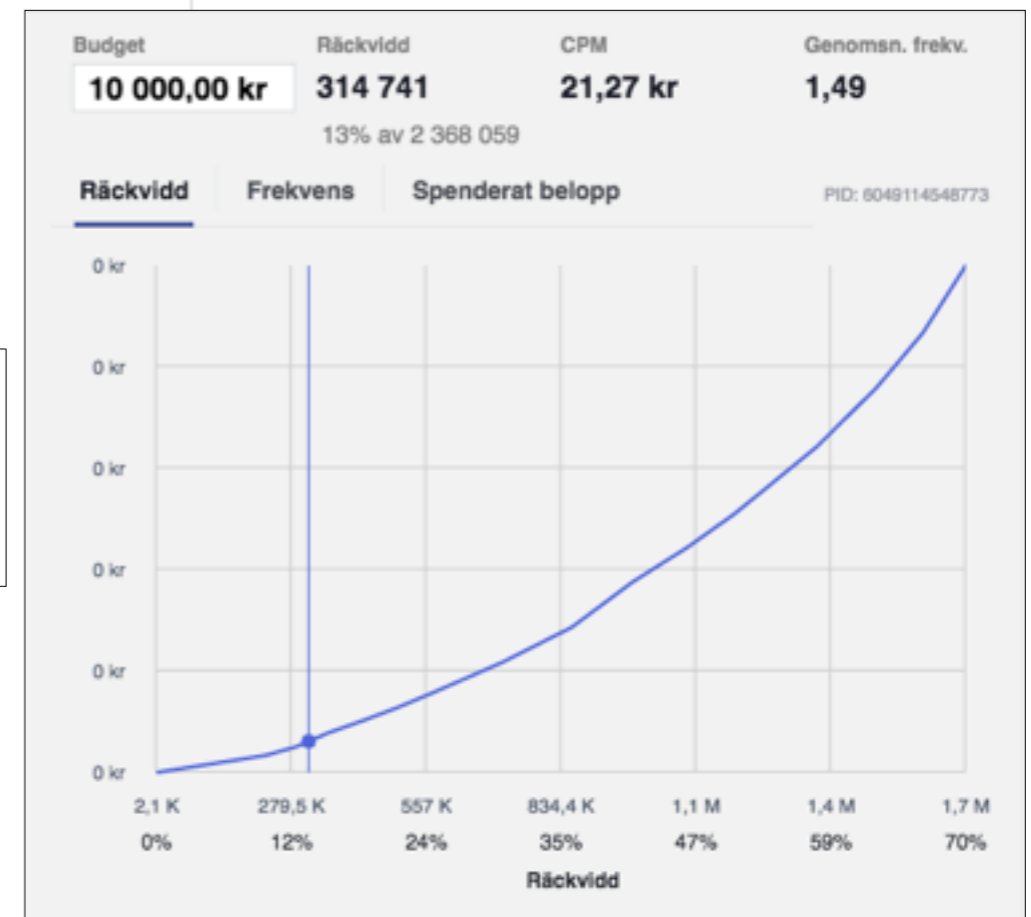 Budget Räckvidd CPM Genomsn. frekv.
10 000,00 kr 314 741 21,27 kr 1,49
13% av 2 368 059
Räckvidd Frekvens Spenderat belopp PID: 6049114548773
0 kr
0 kr
0 kr
0 kr
0 kr
0 kr
2,1 K 279,5 K 557 K 834,4 K 1,1 M 1,4 M 1,7 M
0% 12% 24% 35% 47% 59% 70%
Räckvidd